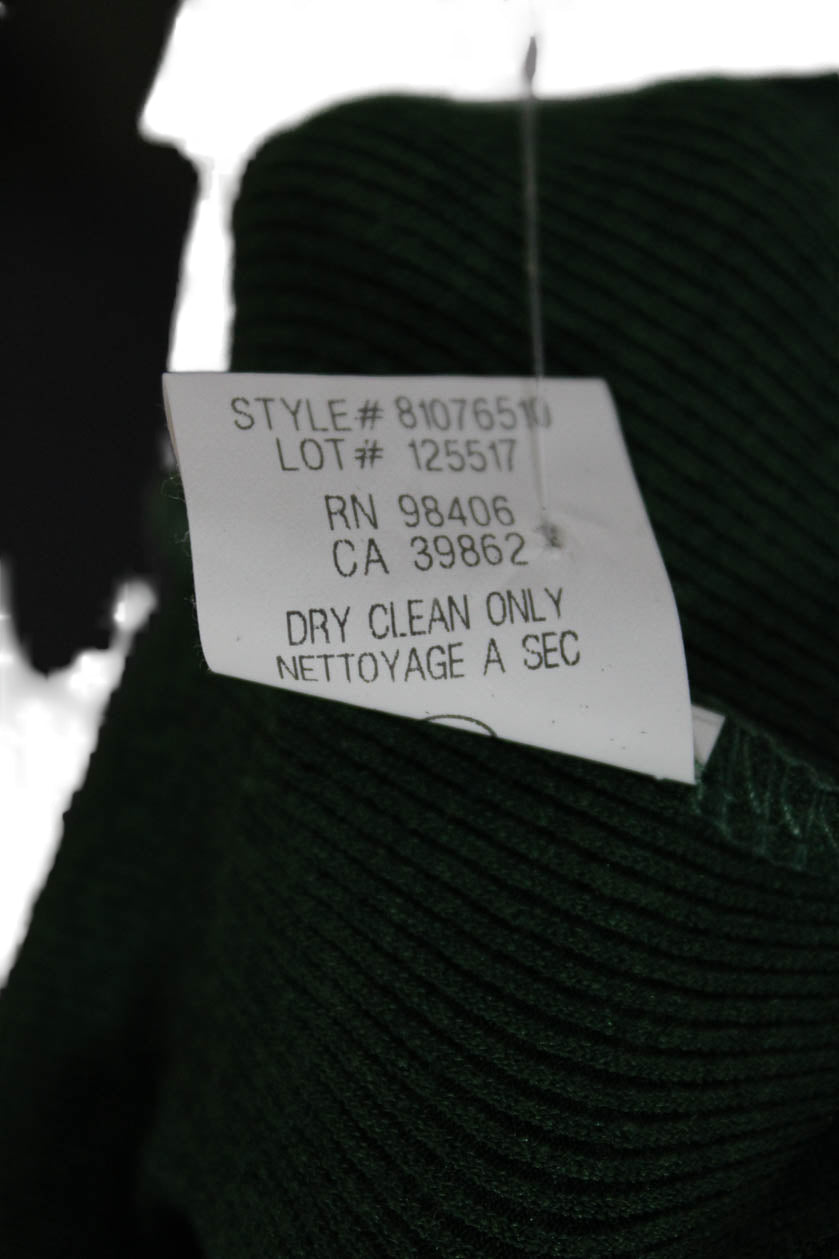 STYLE# 81076510
LOT# 125517
RN 98406
CA 39862
DRY CLEAN ONLY
NETTOYAGE A SEC